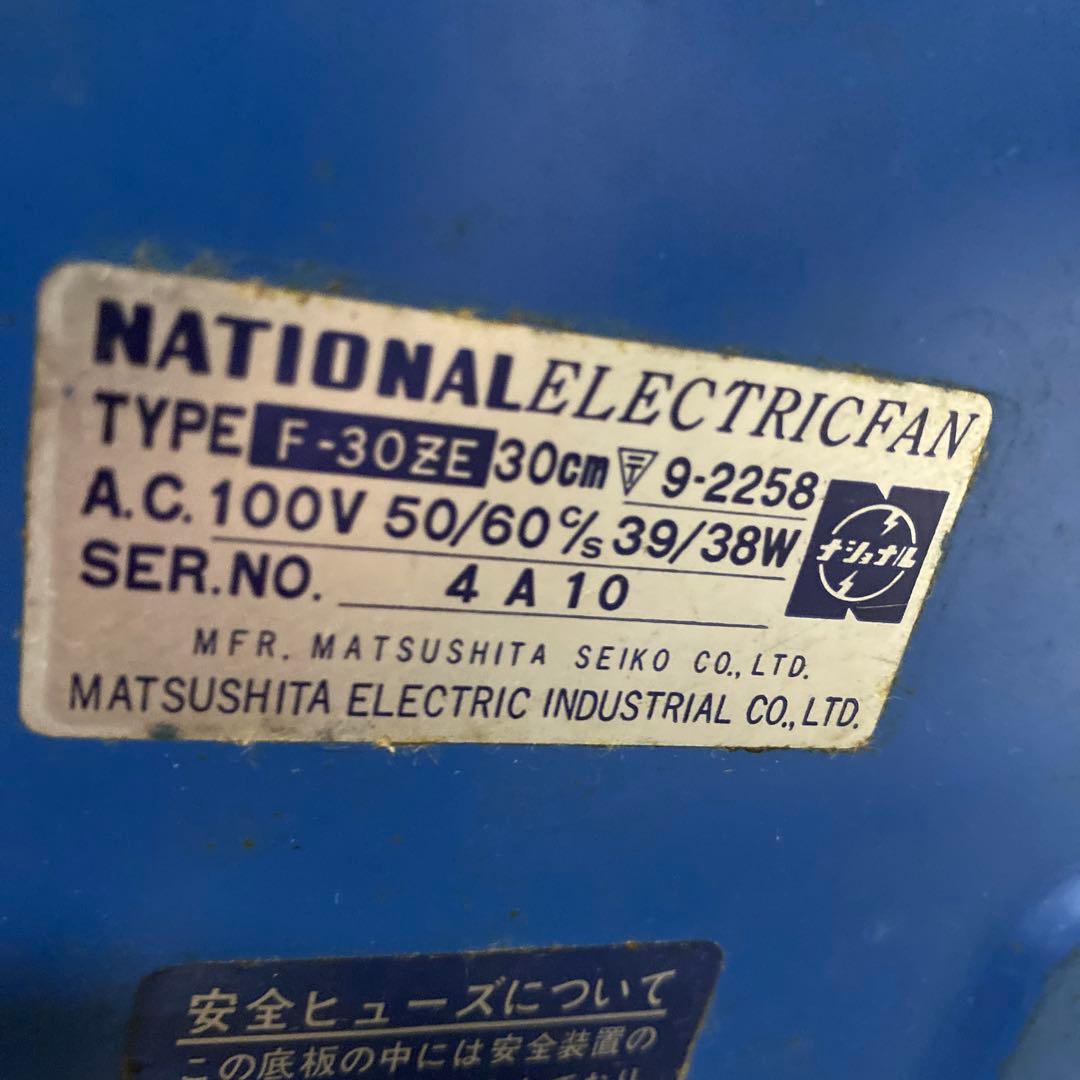 NATIONAL ELECTRIC FAN
TYPE F-30ZE 30cm 〒 9-2258
A.C. 100V 50/60 c/s 39/38W
ナショナル
SER.NO. 4 A 10
MFR. MATSUSHITA SEIKO CO., LTD.
MATSUSHITA ELECTRIC INDUSTRIAL CO., LTD.
安全ヒューズについて
この底板の中には安全装置の